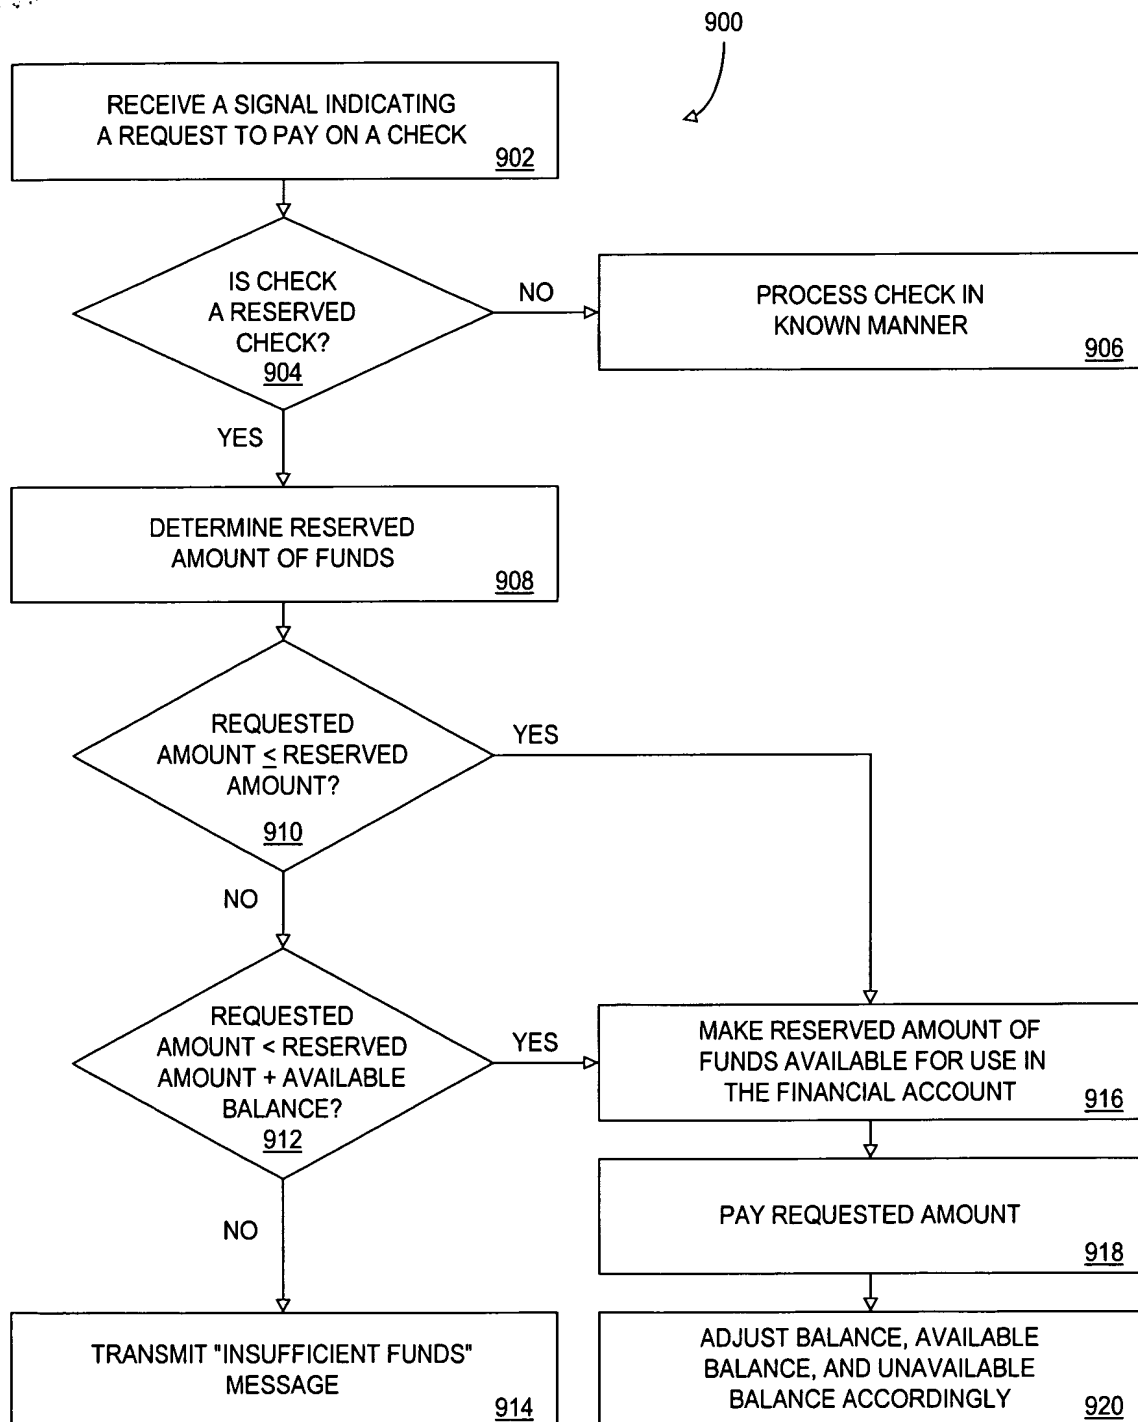 900
RECEIVE A SIGNAL INDICATING
A REQUEST TO PAY ON A CHECK
902
IS CHECK
A RESERVED
CHECK?
904
NO
PROCESS CHECK IN
KNOWN MANNER
906
YES
DETERMINE RESERVED
AMOUNT OF FUNDS
908
REQUESTED
AMOUNT ≤ RESERVED
AMOUNT?
910
YES
NO
REQUESTED
AMOUNT < RESERVED
AMOUNT + AVAILABLE
BALANCE?
912
YES
MAKE RESERVED AMOUNT OF
FUNDS AVAILABLE FOR USE IN
THE FINANCIAL ACCOUNT
916
PAY REQUESTED AMOUNT
918
NO
TRANSMIT "INSUFFICIENT FUNDS"
MESSAGE
914
ADJUST BALANCE, AVAILABLE
BALANCE, AND UNAVAILABLE
BALANCE ACCORDINGLY
920